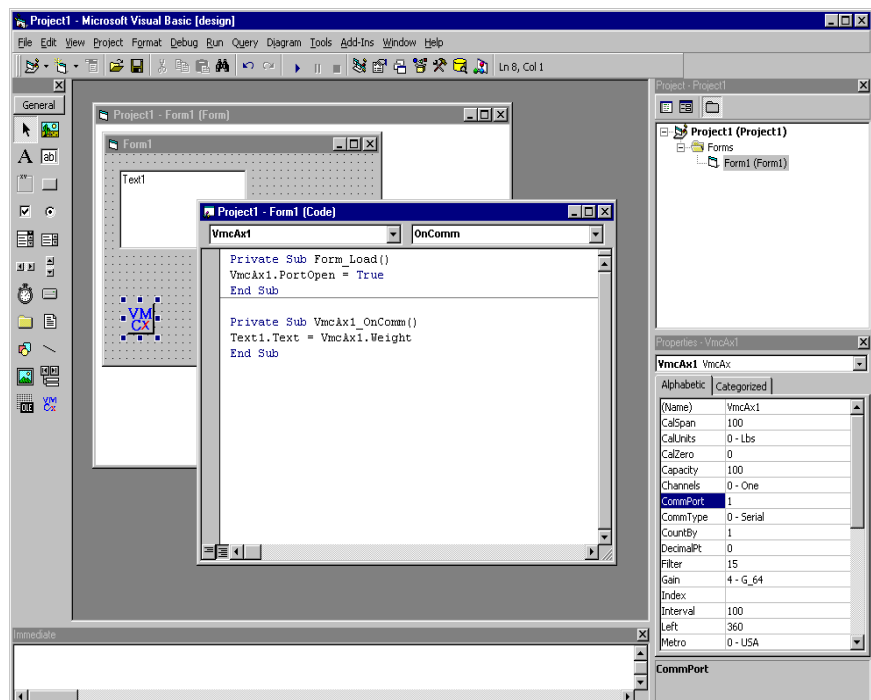 Project1 - Microsoft Visual Basic [design]
File Edit View Project Format Debug Run Query Diagram Tools Add-Ins Window Help
Ln 8, Col 1
General
A
ab
XY
OLE
VM
CX
Project1 - Form1 (Form)
Form1
Text1
VM
CX
Project1 - Form1 (Code)
VmcAx1
OnComm
Private Sub Form_Load()
VmcAx1.PortOpen = True
End Sub
Private Sub VmcAx1_OnComm()
Text1.Text = VmcAx1.Weight
End Sub
Immediate
Project - Project1
Project1 (Project1)
Forms
Form1 (Form1)
Properties - VmcAx1
VmcAx1 VmcAx
Alphabetic Categorized
(Name) VmcAx1
CalSpan 100
CalUnits 0 - Lbs
CalZero 0
Capacity 100
Channels 0 - One
CommPort 1
CommType 0 - Serial
CountBy 1
DecimalPt 0
Filter 15
Gain 4 - G_64
Index
Interval 100
Left 360
Metro 0 - USA
CommPort